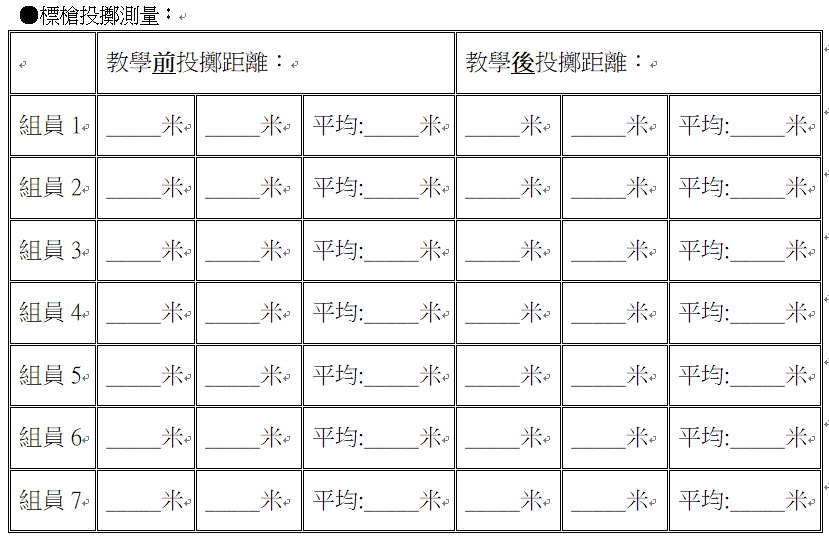 ●標槍投擲測量：
教學前投擲距離： 教學後投擲距離：
組員 1 _____米 _____米 平均:_____米 _____米 _____米 平均:_____米
組員 2 _____米 _____米 平均:_____米 _____米 _____米 平均:_____米
組員 3 _____米 _____米 平均:_____米 _____米 _____米 平均:_____米
組員 4 _____米 _____米 平均:_____米 _____米 _____米 平均:_____米
組員 5 _____米 _____米 平均:_____米 _____米 _____米 平均:_____米
組員 6 _____米 _____米 平均:_____米 _____米 _____米 平均:_____米
組員 7 _____米 _____米 平均:_____米 _____米 _____米 平均:_____米